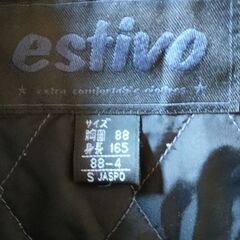 estivo
★ extra comfortable clothes ★
サイズ
胸囲 88
身長 165
88-4
S JASPO